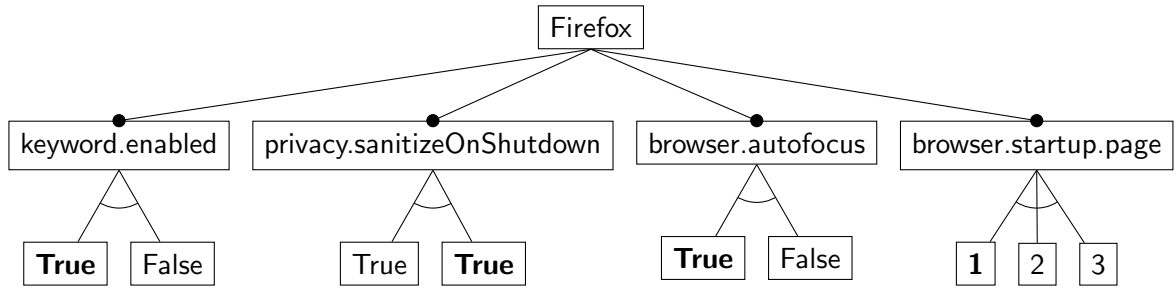 Firefox
keyword.enabled privacy.sanitizeOnShutdown browser.autofocus browser.startup.page
True False True True True False 1 2 3